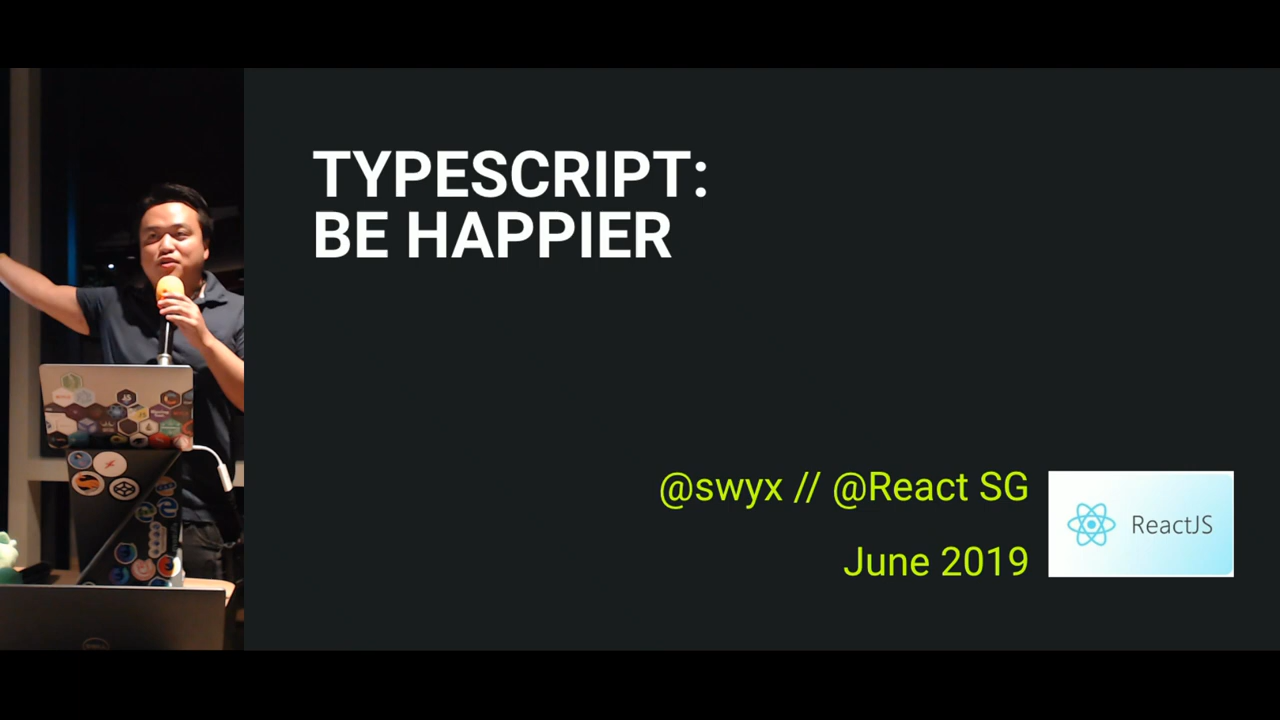 TYPESCRIPT:
BE HAPPIER
@swyx // @React SG
June 2019
ReactJS